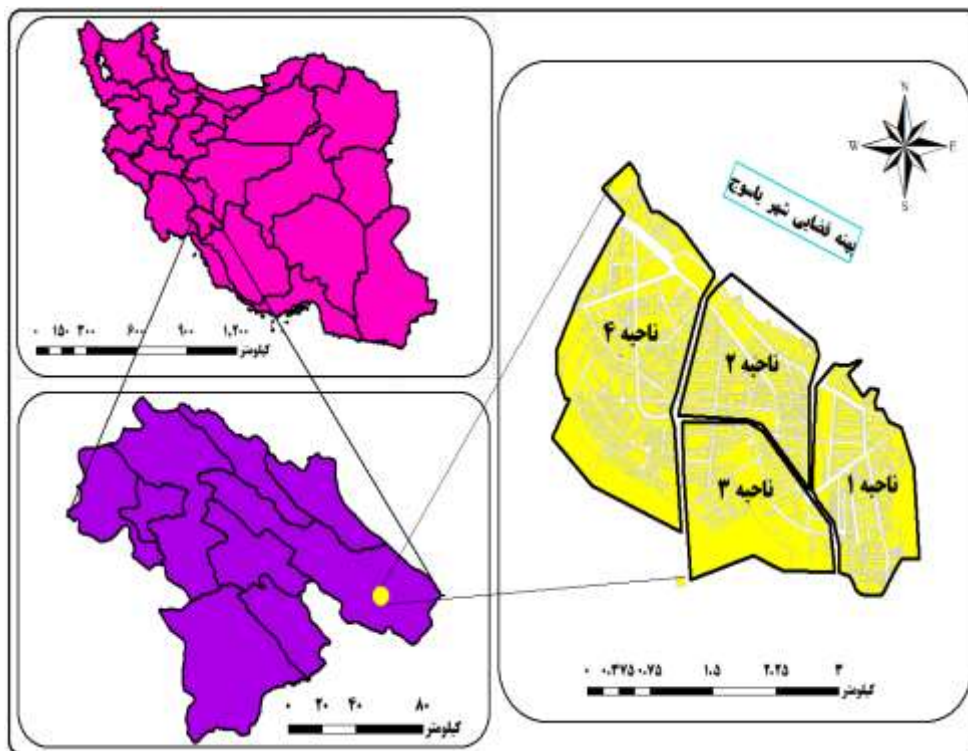 ۰ ۱۵۰ ۳۰۰ ۶۰۰ ۹۰۰ ۱,۲۰۰
کیلومتر
N
W E
S
پهنه فضایی شهر یاسوج
ناحیه ۴
ناحیه ۲
ناحیه ۳
ناحیه ۱
۰ ۲۰ ۴۰ ۸۰
کیلومتر
۰ ۰.۳۷۵ ۰.۷۵ ۱.۵ ۲.۲۵ ۳
کیلومتر